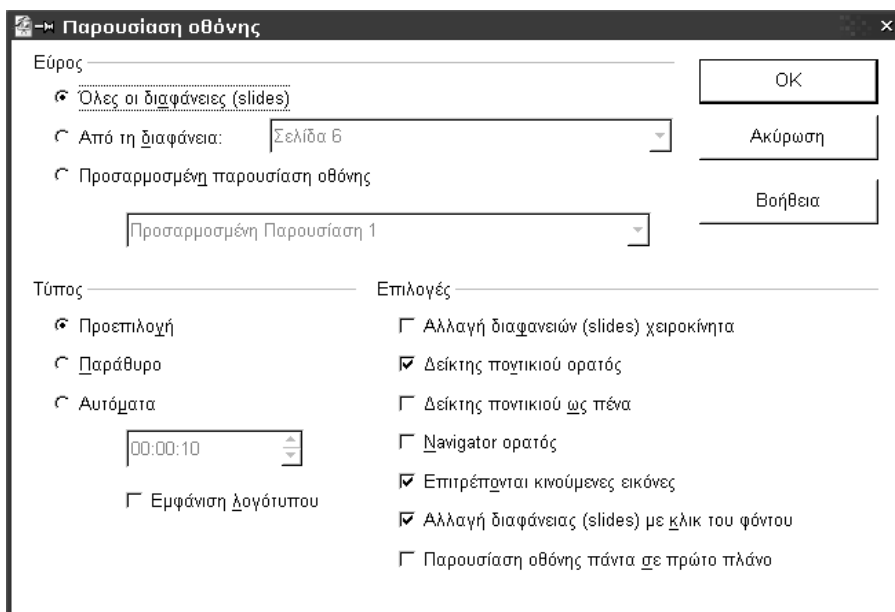 Παρουσίαση οθόνης
Εύρος
Όλες οι διαφάνειες (slides)
Από τη διαφάνεια: Σελίδα 6
Προσαρμοσμένη παρουσίαση οθόνης
Προσαρμοσμένη Παρουσίαση 1
OK
Ακύρωση
Βοήθεια
Τύπος
Προεπιλογή
Παράθυρο
Αυτόματα
00:00:10
Εμφάνιση λογότυπου
Επιλογές
Αλλαγή διαφανειών (slides) χειροκίνητα
Δείκτης ποντικιού ορατός
Δείκτης ποντικιού ως πένα
Navigator ορατός
Επιτρέπονται κινούμενες εικόνες
Αλλαγή διαφάνειας (slides) με κλικ του φόντου
Παρουσίαση οθόνης πάντα σε πρώτο πλάνο